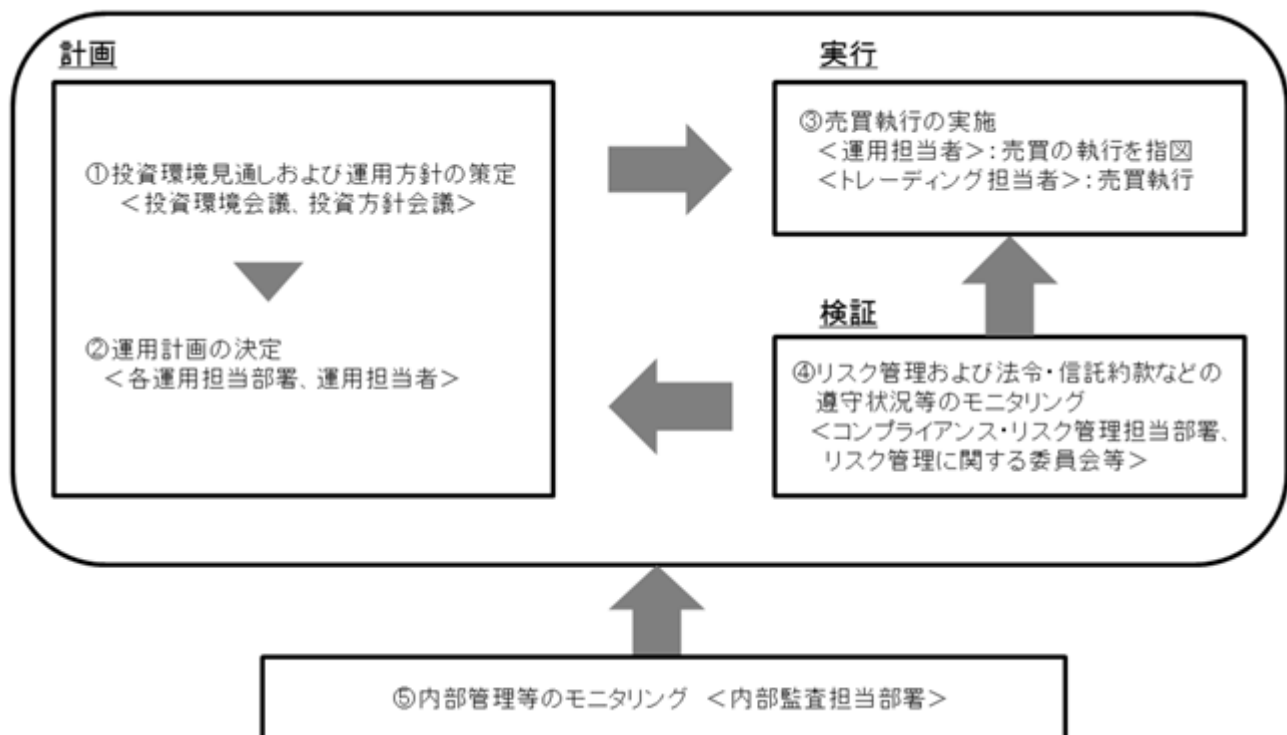 計画
①投資環境見通しおよび運用方針の策定
＜投資環境会議、投資方針会議＞
②運用計画の決定
＜各運用担当部署、運用担当者＞
実行
③売買執行の実施
＜運用担当者＞：売買の執行を指図
＜トレーディング担当者＞：売買執行
検証
④リスク管理および法令・信託約款などの
遵守状況等のモニタリング
＜コンプライアンス・リスク管理担当部署、
リスク管理に関する委員会等＞
⑤内部管理等のモニタリング ＜内部監査担当部署＞